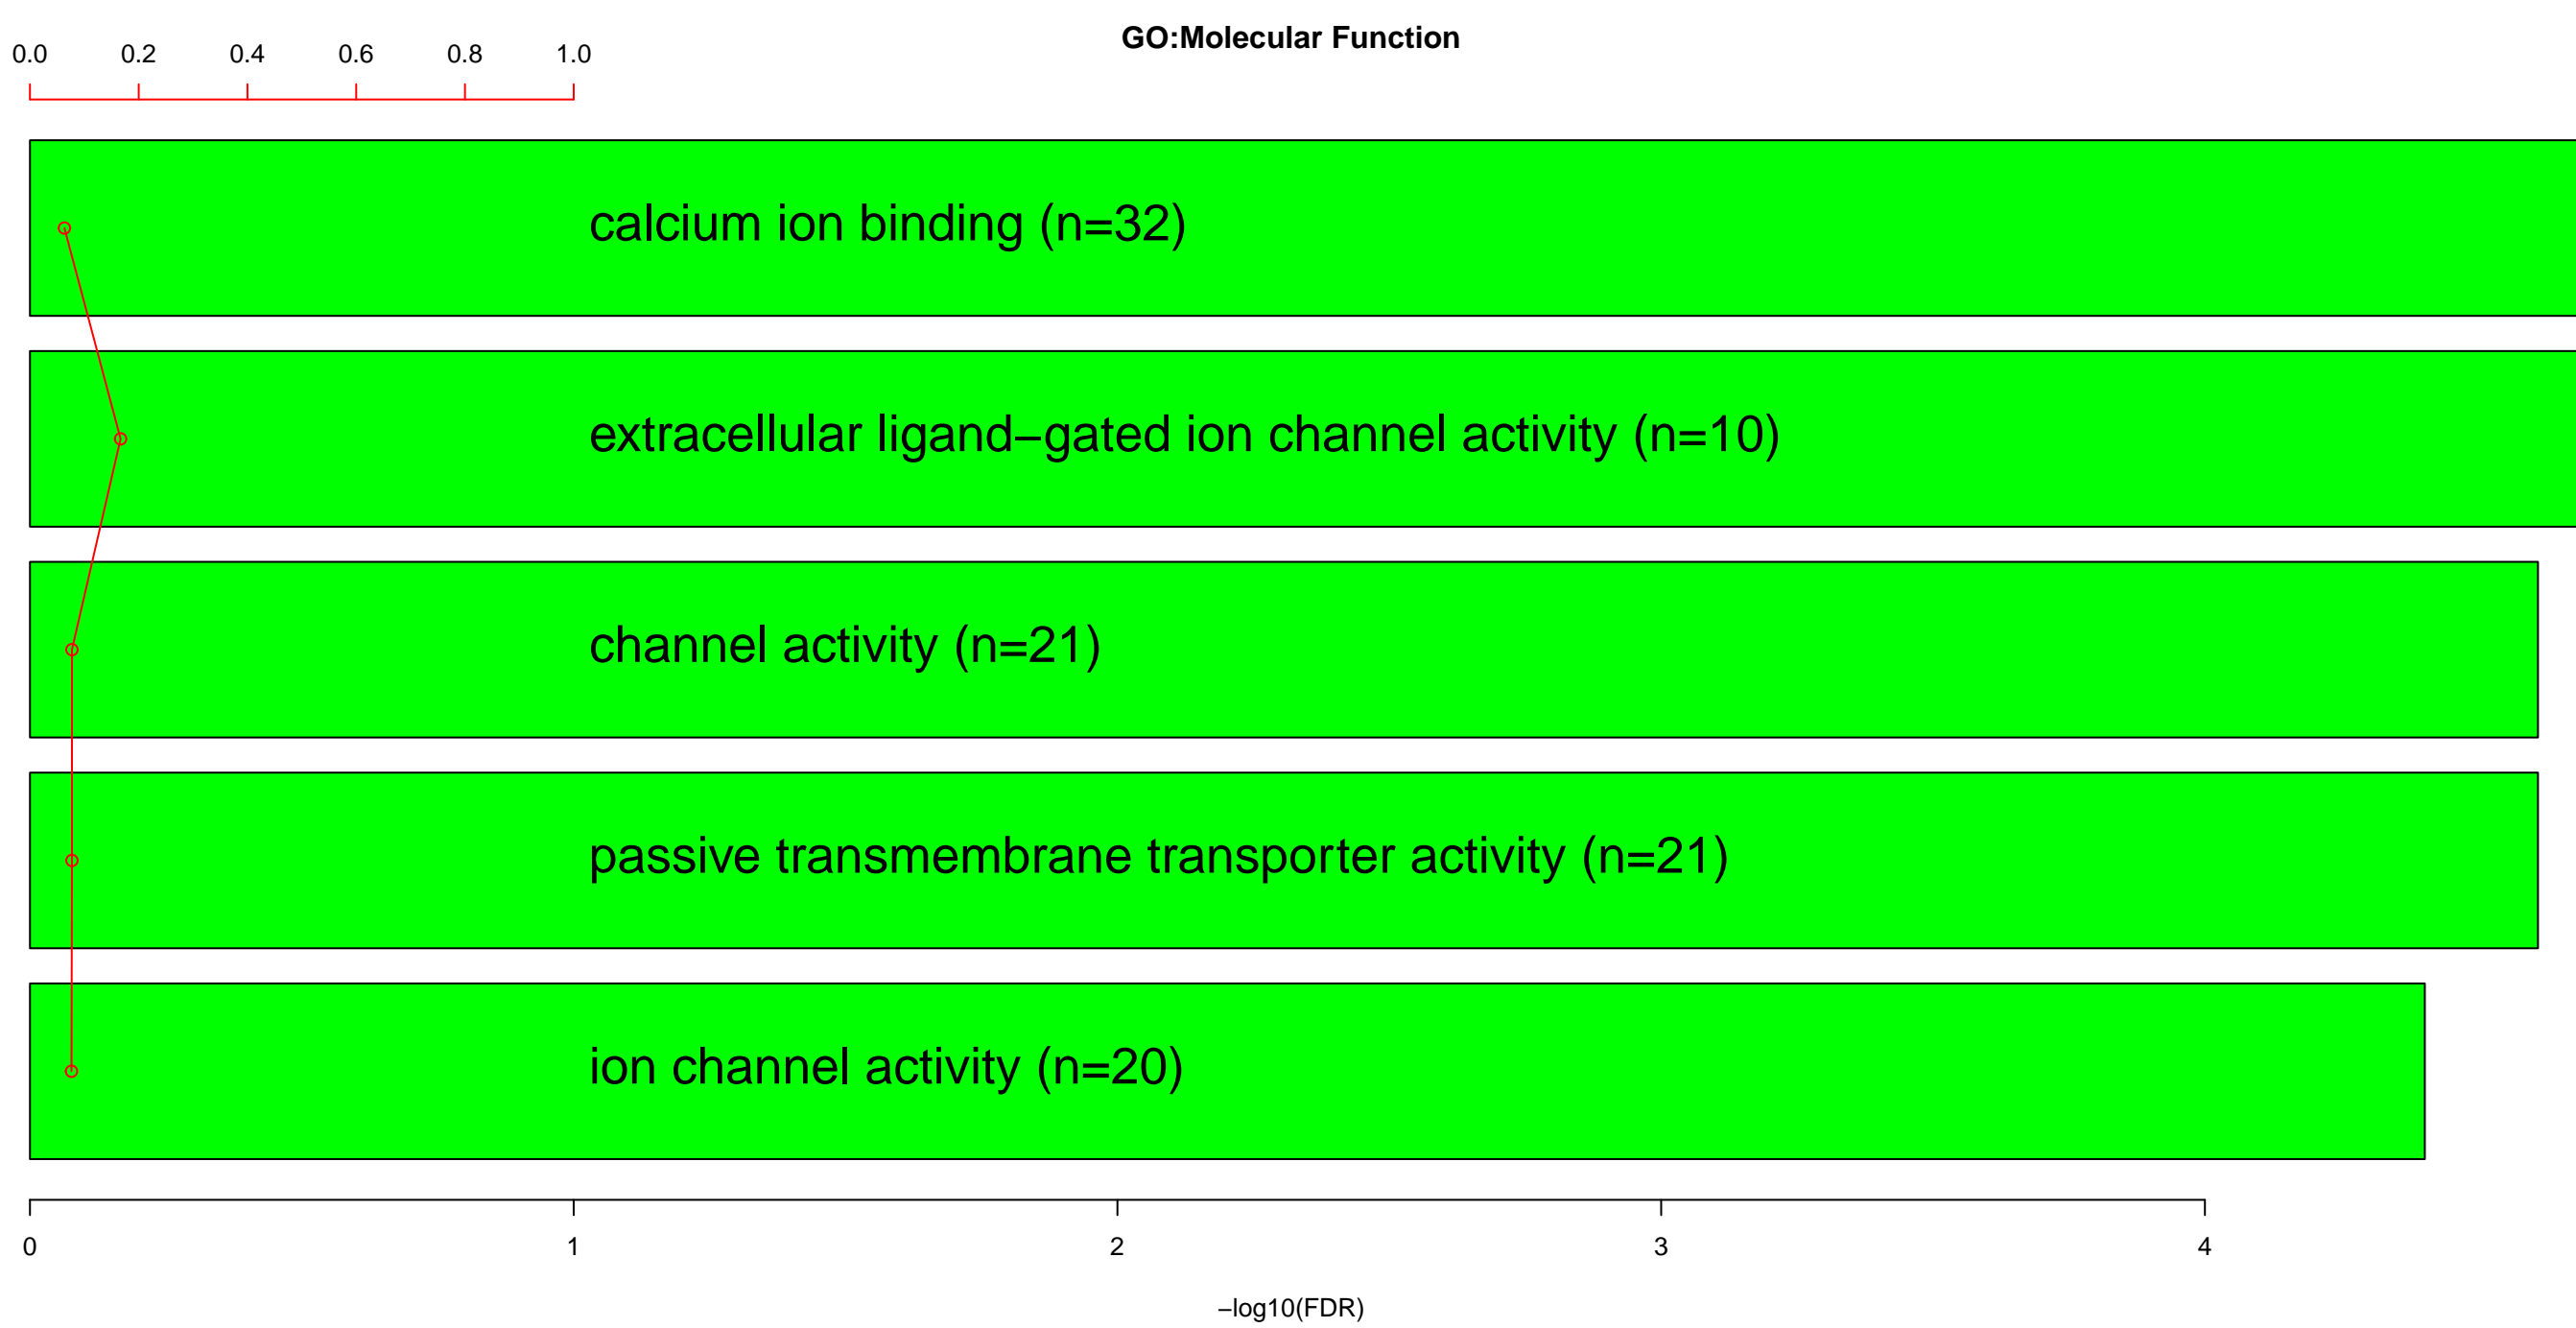 GO:Molecular Function
0.0 0.2 0.4 0.6 0.8 1.0
calcium ion binding (n=32)
extracellular ligand−gated ion channel activity (n=10)
channel activity (n=21)
passive transmembrane transporter activity (n=21)
ion channel activity (n=20)
0 1 2 3 4
−log10(FDR)